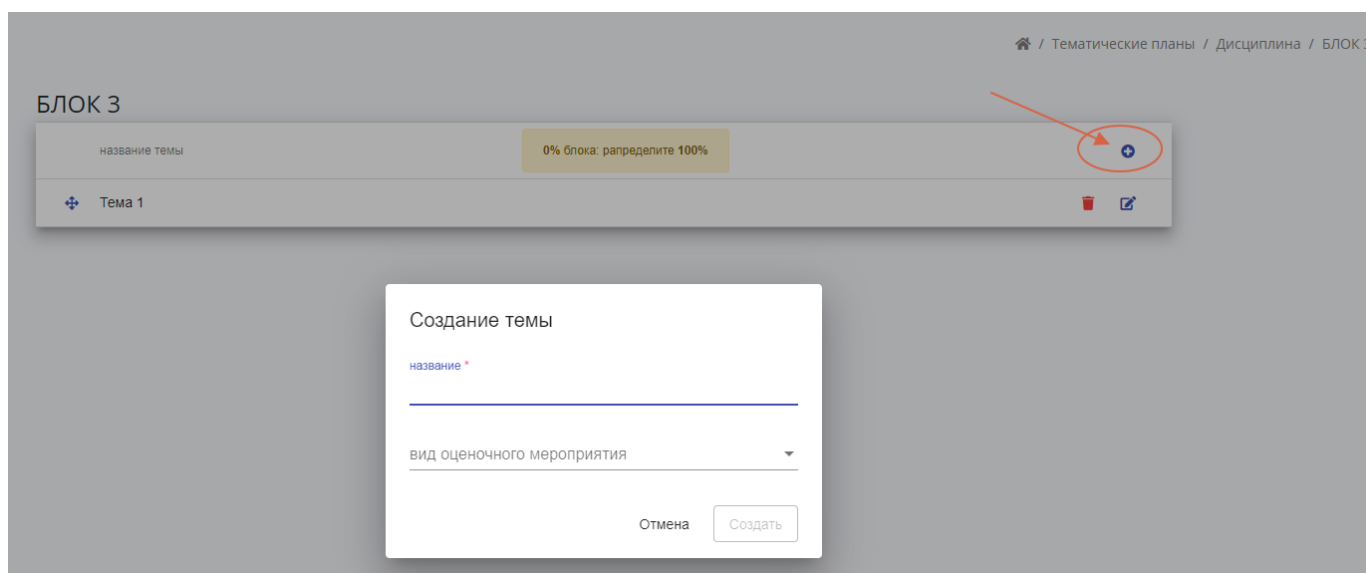 / Тематические планы / Дисциплина / БЛОК 3
БЛОК 3
название темы
0% блока: рапределите 100%
Тема 1
Создание темы
название *
вид оценочного мероприятия
Отмена
Создать